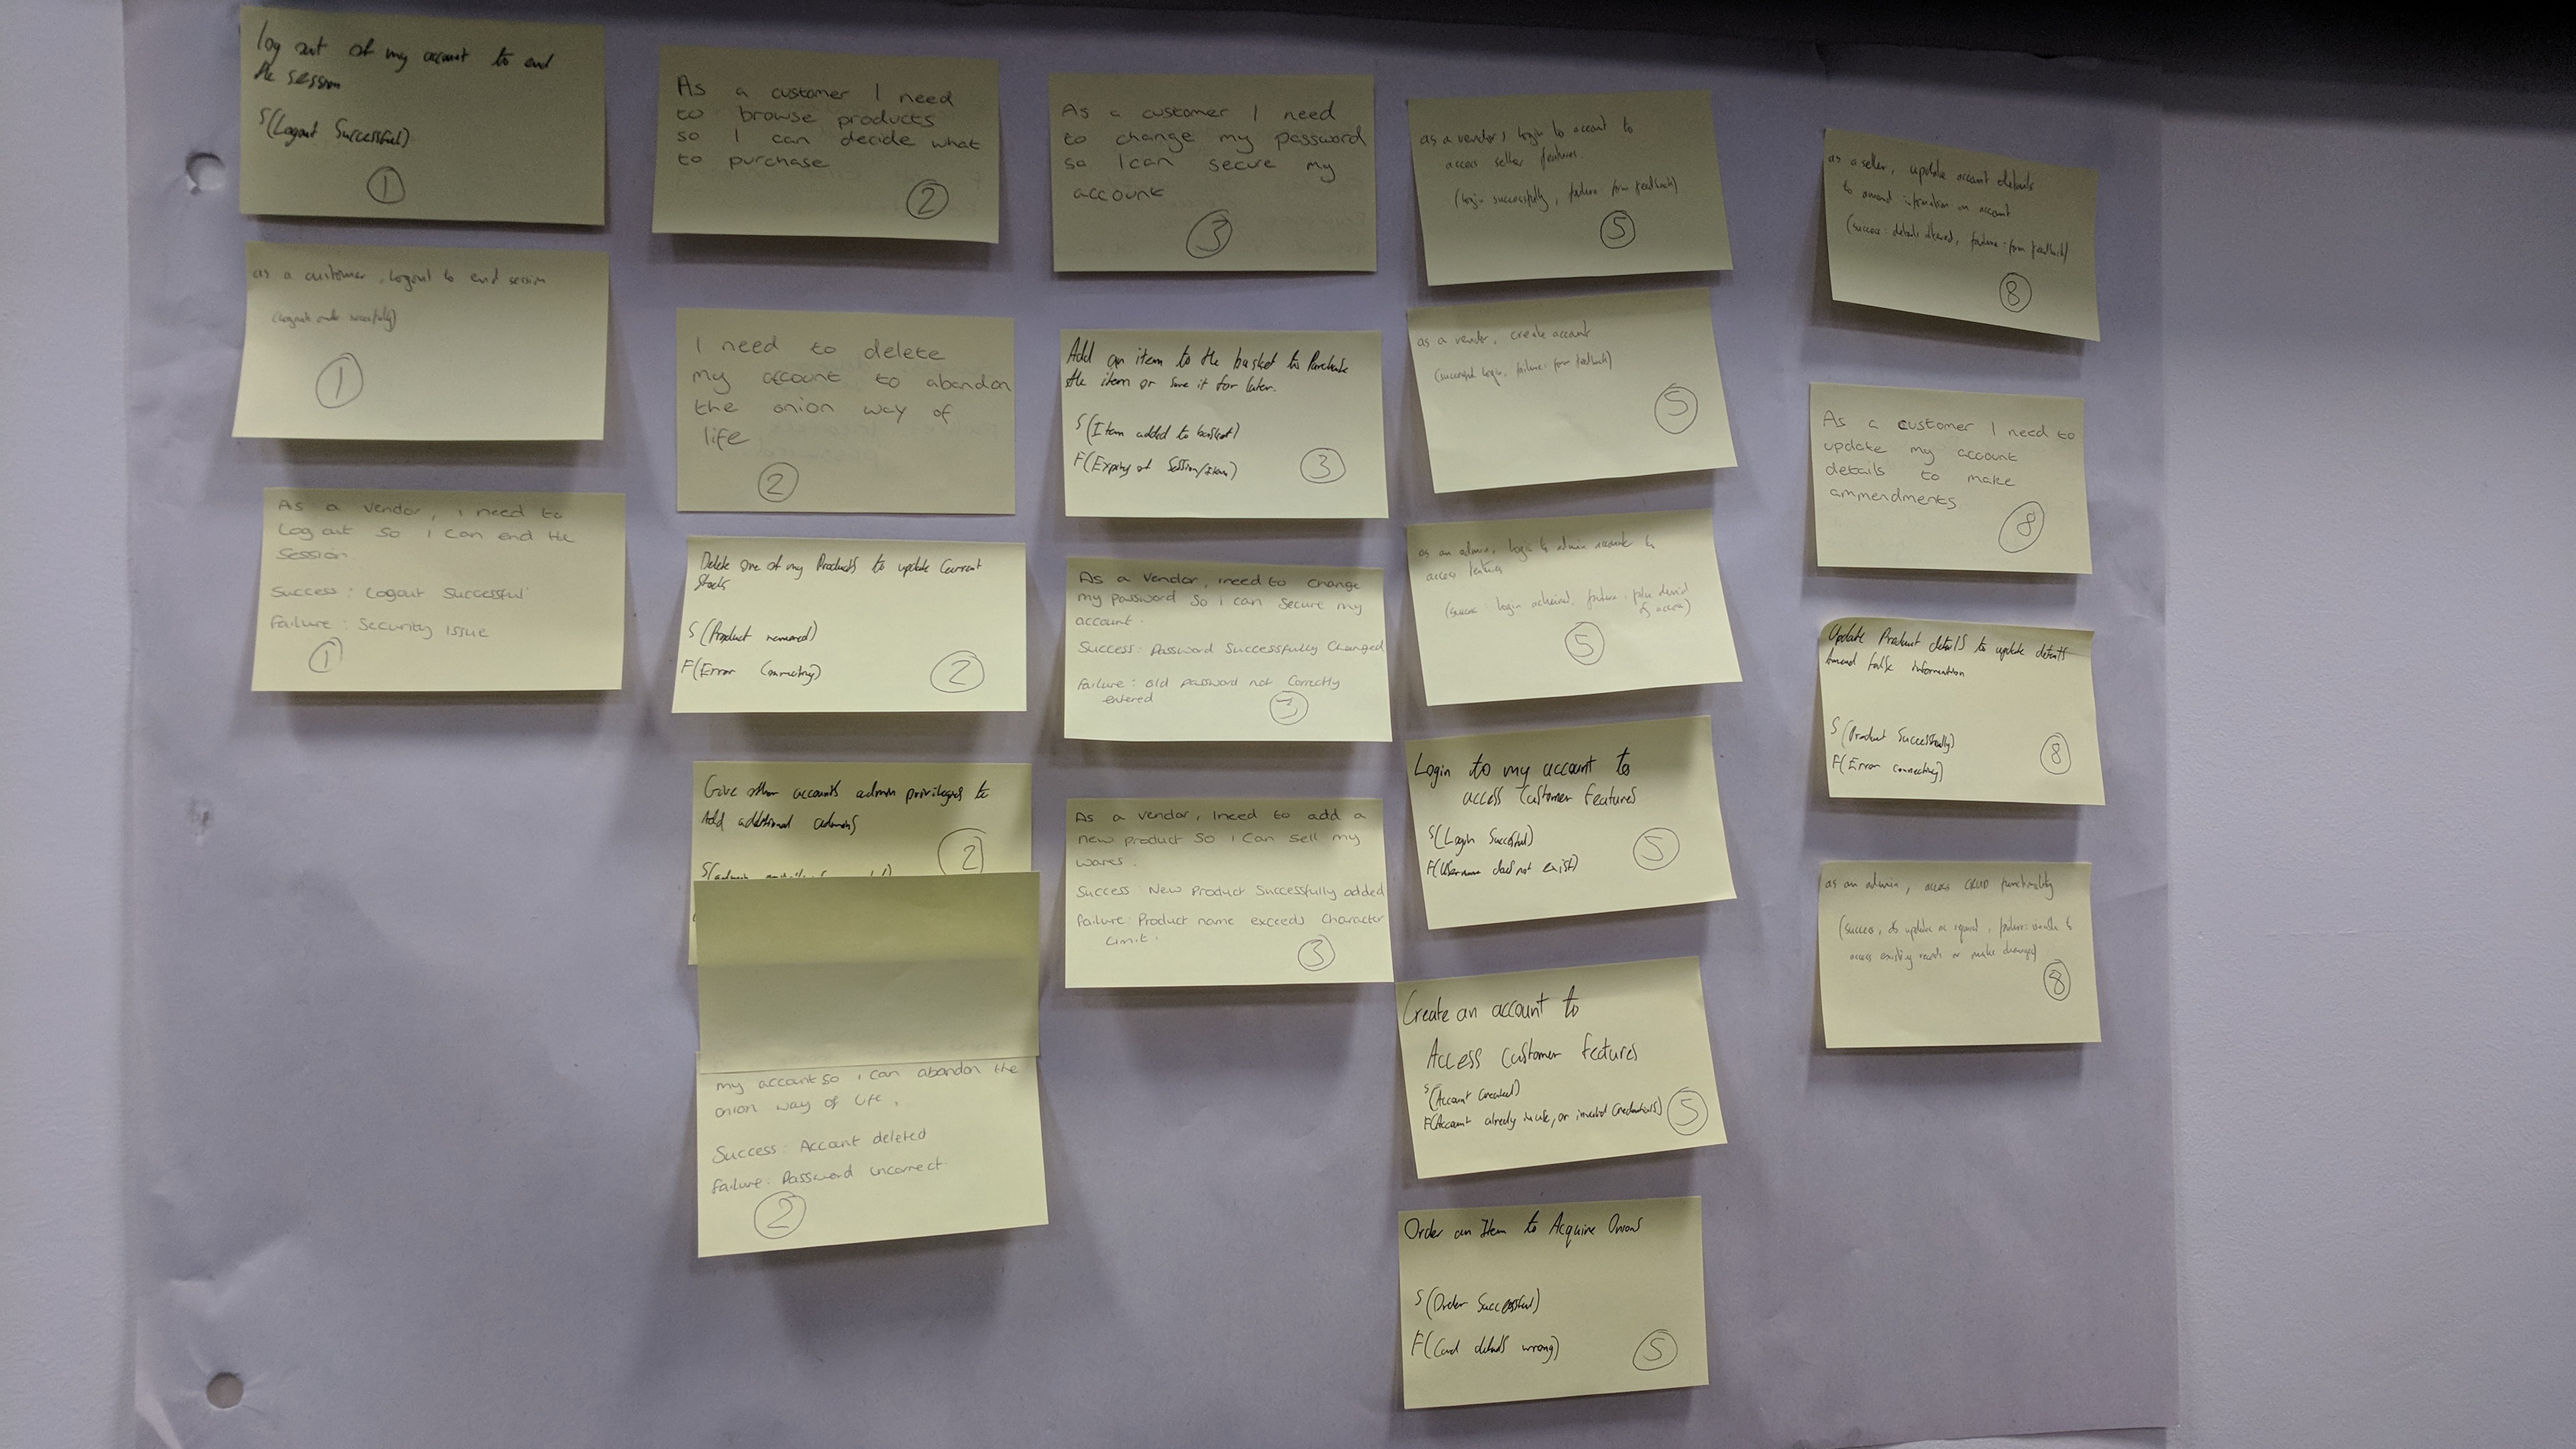 log out of my account to end
the session
S(Logout Successful)
1
as a customer, logout to end session
1
As a vendor, i need to
Log out so i can end the
Session.
Success: Logout Successful
Failure: Security Issue
1
As a customer I need
to browse products
so I can decide what
to purchase
2
I need to delete
my account to abandon
the onion way of
life
2
Delete one of my Products to update Current
Stock
S (Product removed)
F(Error Connecting)
2
Give other accounts admin privileges to
Add additional admins
2
my account so i can abandon the
onion way of life.
Success: Account deleted
Failure: Password incorrect
2
As a customer I need
to change my password
so I can secure my
account
3
Add an item to the basket to Purchase
the item or save it for later.
S(Item added to basket)
F(Expiry of Session/Item)
3
As a vendor, i need to change
my password so i can secure my
account.
Success: Password Successfully Changed
Failure: old password not Correctly
entered
3
As a vendor, I need to add a
new product so i Can sell my
wares.
Success: New Product Successfully added
Failure: Product name exceeds Character
Limit.
3
as a vendor, login to account to
access seller features
(login successfully, failure form feedback)
5
as a vendor, create account
(successful login, failure: form feedback)
5
as an admin, login to admin account to
access features
(success: login achieved, failure: denial
of access)
5
Login to my account to
access Customer Features
S(Login Successful)
F(Username does not exist)
5
Create an account to
Access Customer features
S(Account Created)
F(Account already in use, or invalid Credentials)
5
Order an Item to Acquire Onions
S(Order Successful)
F(Card details wrong)
5
as a seller, update account details
to amend information on account
(success: details altered, failure: form feedback)
8
As a customer I need to
update my account
details to make
ammendments
8
Update Product details to update details
Amend false information
S(Product Successfully)
F(Error connecting)
8
as an admin, access CRUD functionality
(success, db updates as required, failure: unable to
access existing records or make changes)
8